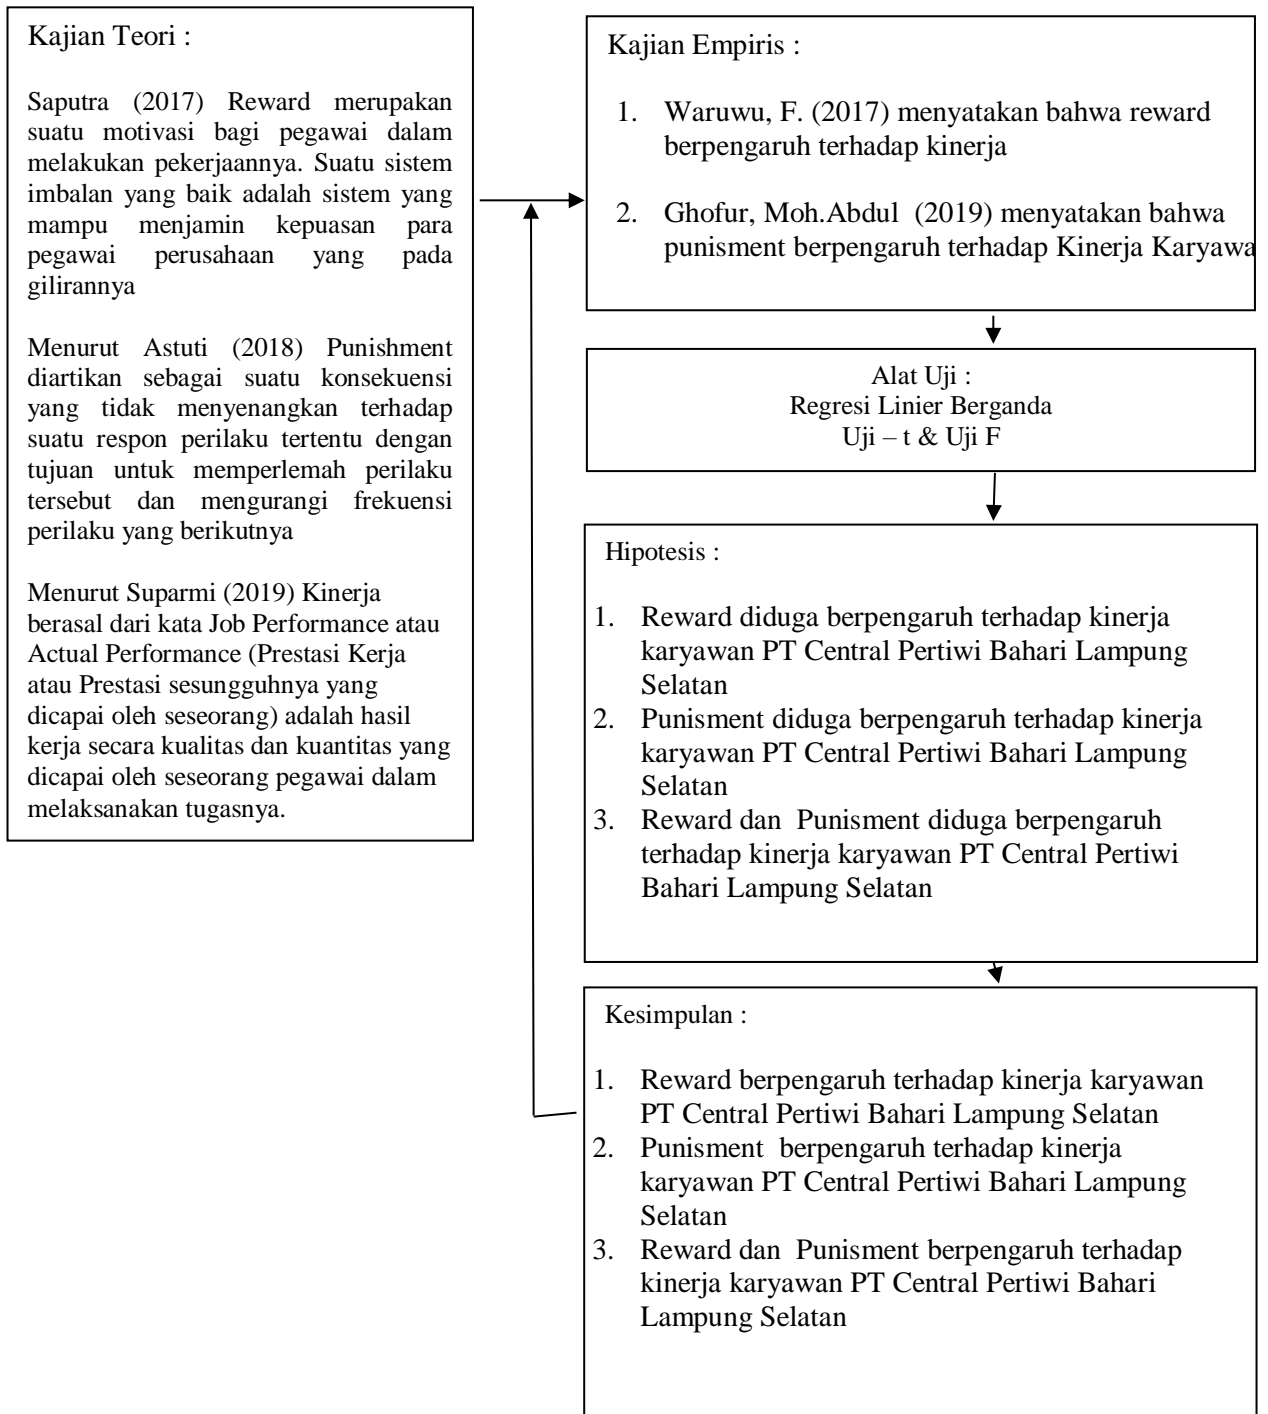 Kajian Teori :
Saputra (2017) Reward merupakan
suatu motivasi bagi pegawai dalam
melakukan pekerjaannya. Suatu sistem
imbalan yang baik adalah sistem yang
mampu menjamin kepuasan para
pegawai perusahaan yang pada
gilirannya
Menurut Astuti (2018) Punishment
diartikan sebagai suatu konsekuensi
yang tidak menyenangkan terhadap
suatu respon perilaku tertentu dengan
tujuan untuk memperlemah perilaku
tersebut dan mengurangi frekuensi
perilaku yang berikutnya
Menurut Suparmi (2019) Kinerja
berasal dari kata Job Performance atau
Actual Performance (Prestasi Kerja
atau Prestasi sesungguhnya yang
dicapai oleh seseorang) adalah hasil
kerja secara kualitas dan kuantitas yang
dicapai oleh seseorang pegawai dalam
melaksanakan tugasnya.
Kajian Empiris :
1. Waruwu, F. (2017) menyatakan bahwa reward
berpengaruh terhadap kinerja
2. Ghofur, Moh.Abdul (2019) menyatakan bahwa
punisment berpengaruh terhadap Kinerja Karyawa
Alat Uji :
Regresi Linier Berganda
Uji – t & Uji F
Hipotesis :
1. Reward diduga berpengaruh terhadap kinerja
karyawan PT Central Pertiwi Bahari Lampung
Selatan
2. Punisment diduga berpengaruh terhadap kinerja
karyawan PT Central Pertiwi Bahari Lampung
Selatan
3. Reward dan Punisment diduga berpengaruh
terhadap kinerja karyawan PT Central Pertiwi
Bahari Lampung Selatan
Kesimpulan :
1. Reward berpengaruh terhadap kinerja karyawan
PT Central Pertiwi Bahari Lampung Selatan
2. Punisment berpengaruh terhadap kinerja
karyawan PT Central Pertiwi Bahari Lampung
Selatan
3. Reward dan Punisment berpengaruh terhadap
kinerja karyawan PT Central Pertiwi Bahari
Lampung Selatan